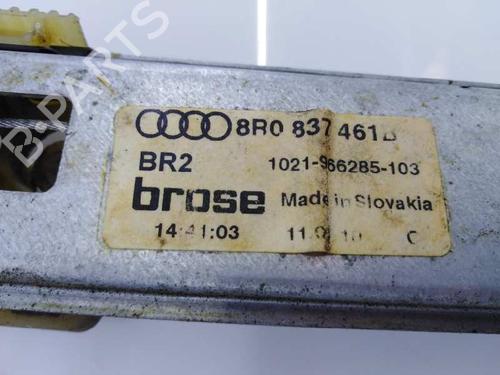 8R0 837 461
BR2 1021-966285-103
brose Made in Slovakia
14:41:03
B-PARTS